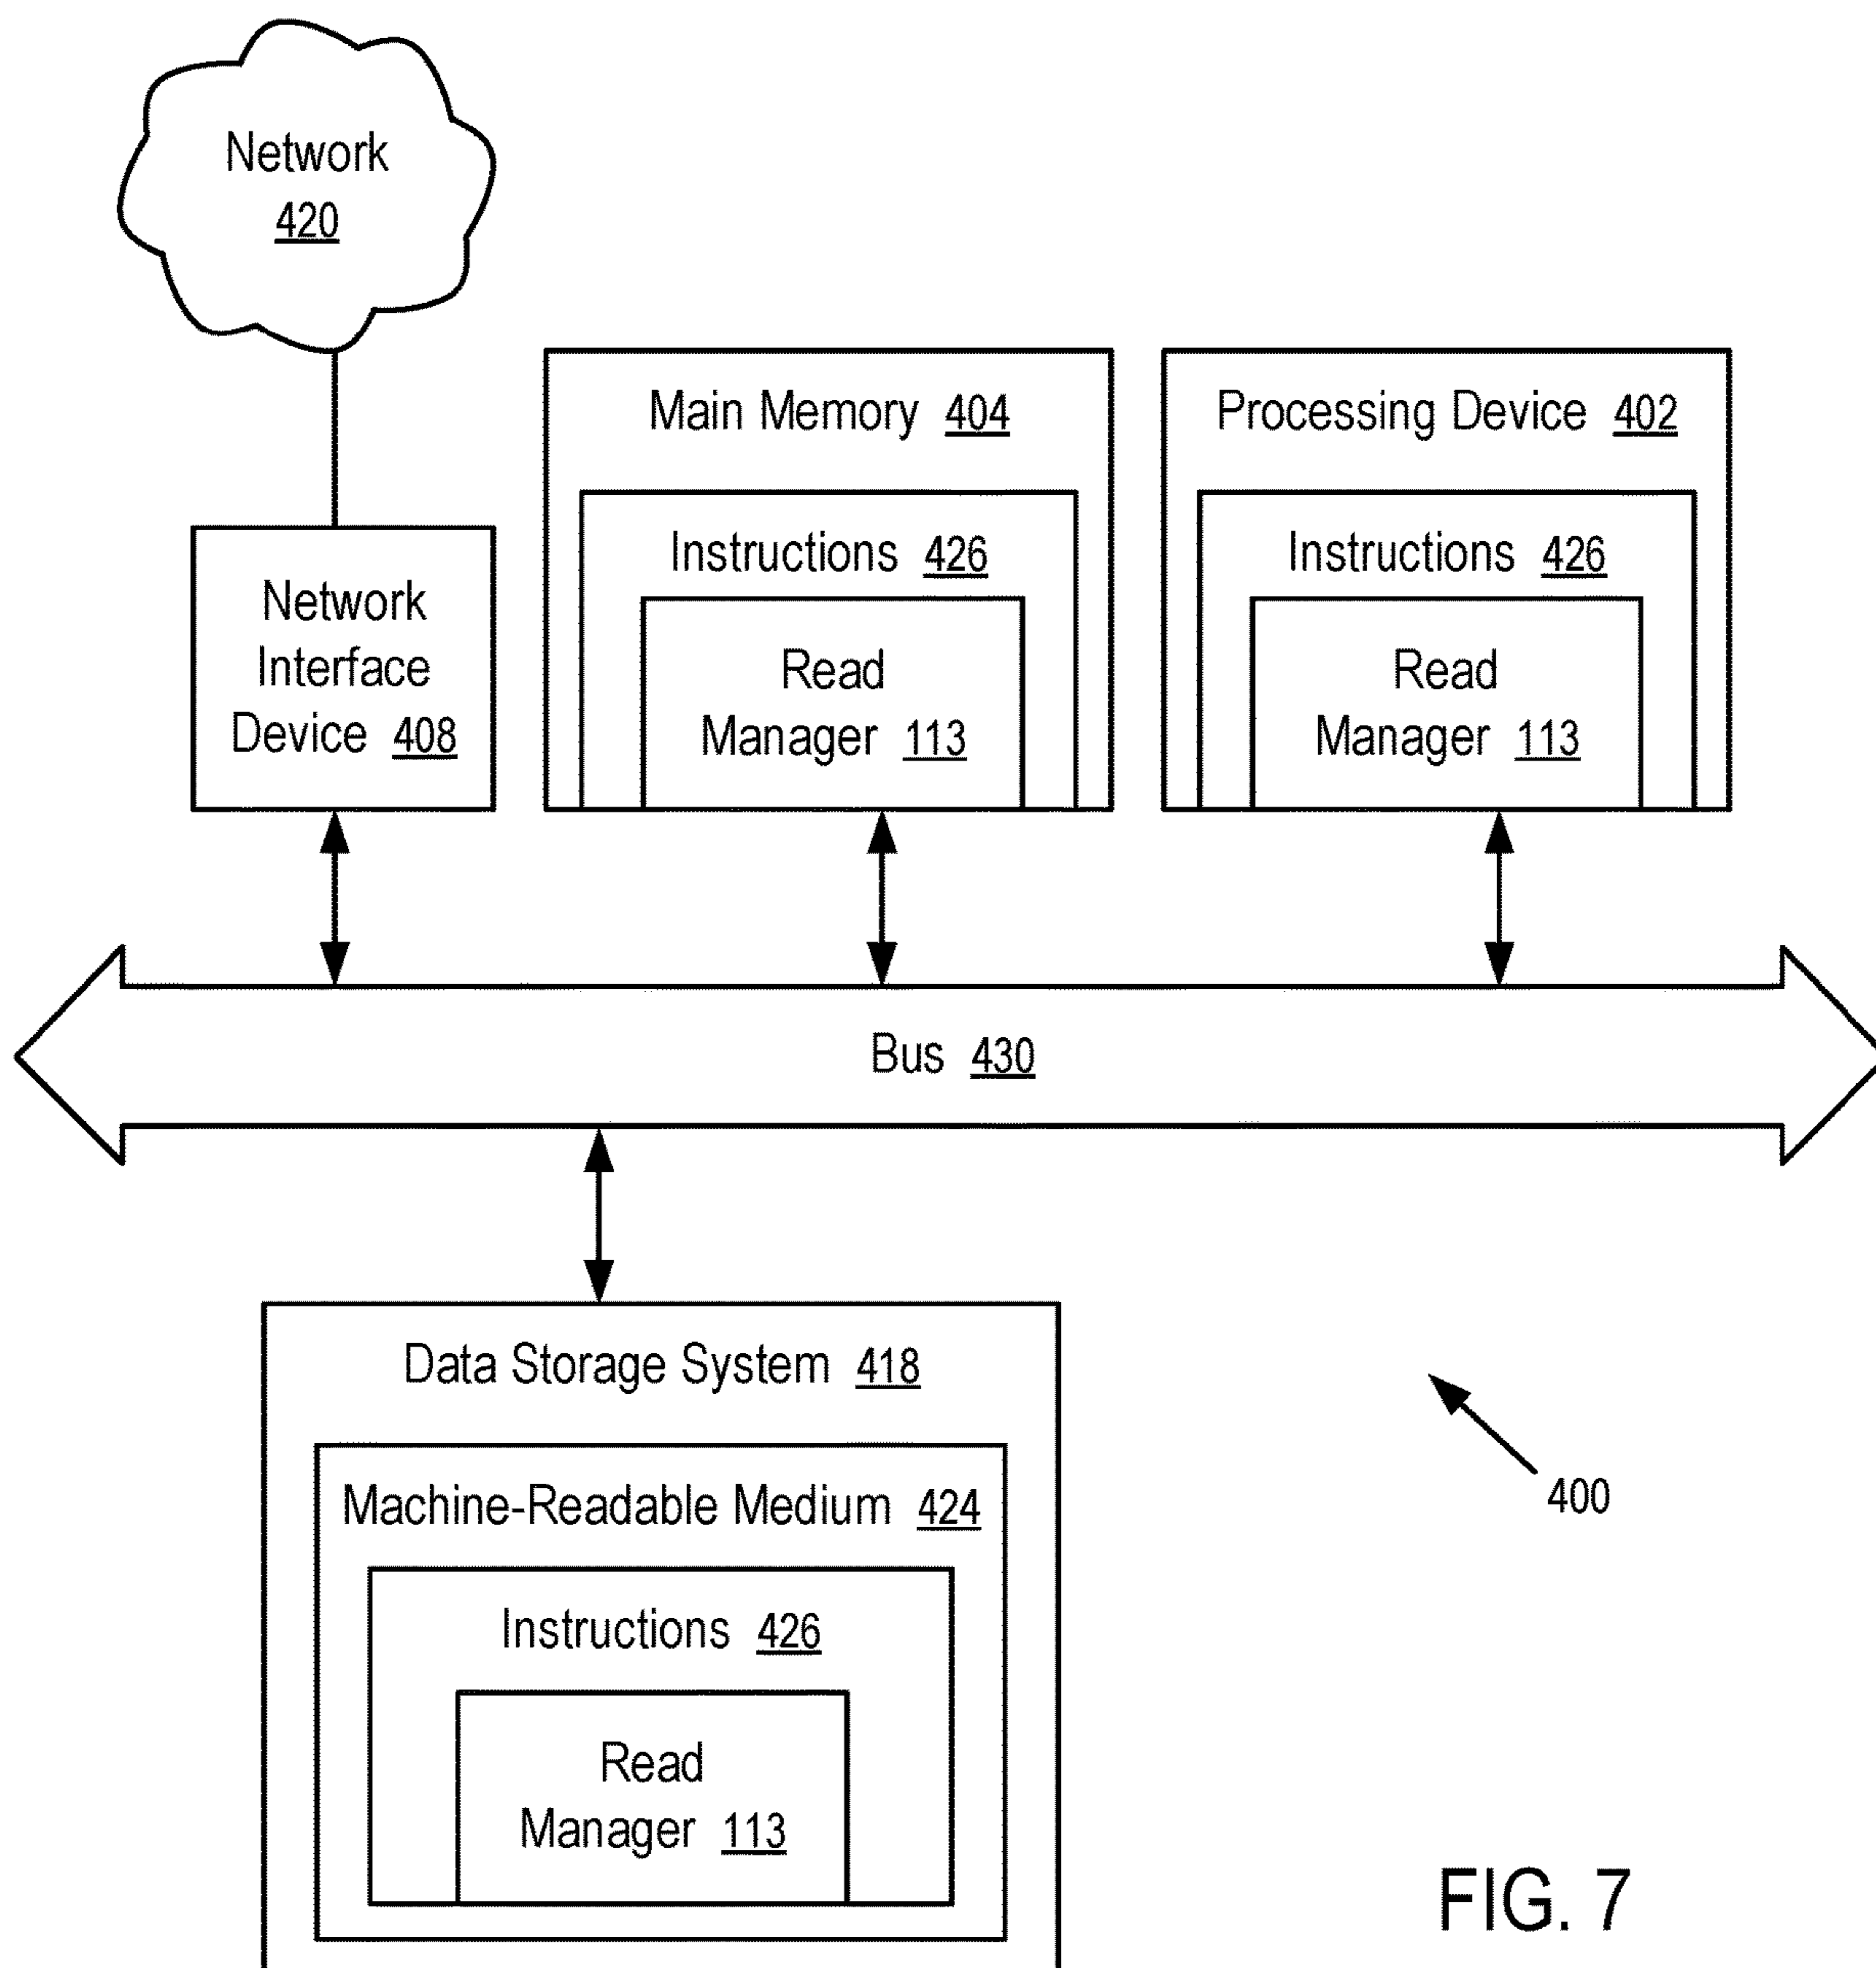 Network
420
Main Memory 404
Processing Device 402
Instructions 426
Instructions 426
Network
Interface
Device 408
Read
Manager 113
Read
Manager 113
Bus 430
Data Storage System 418
Machine-Readable Medium 424
400
Instructions 426
Read
Manager 113
FIG. 7